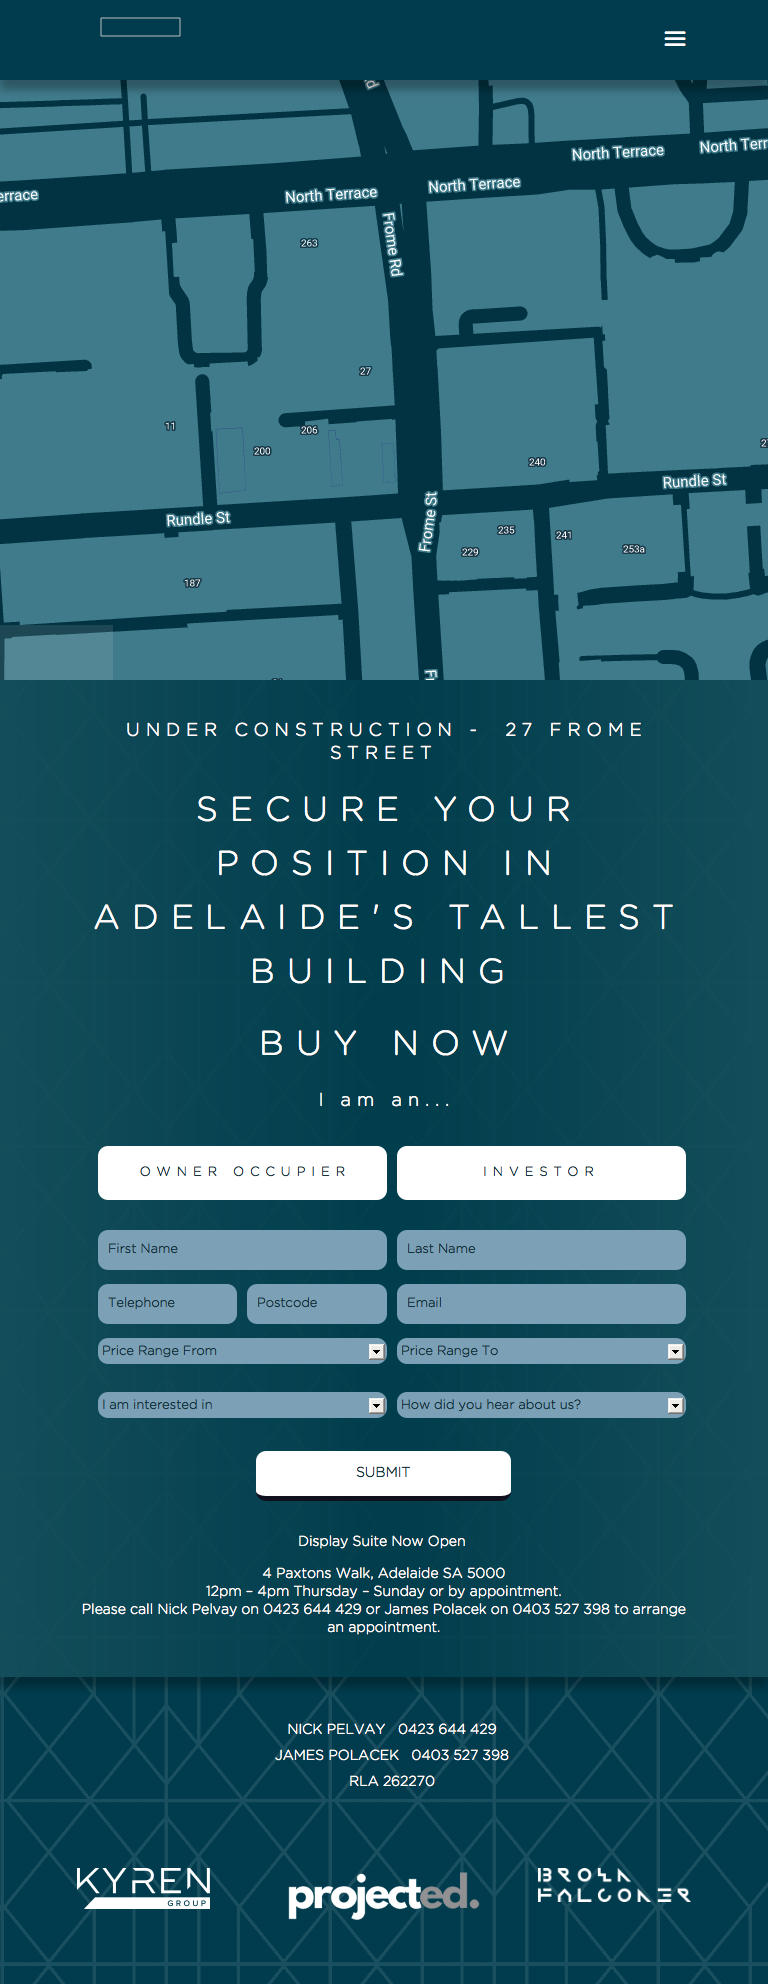 Rd
North Terrace
North Terr
North Terrace
North Terrace
errace
Frome Rd
263
27
11
206
200
240
Rundle St
Rundle St
Frome St
235
241
229
253a
187
UNDER CONSTRUCTION - 27 FROME
STREET
SECURE YOUR
POSITION IN
ADELAIDE'S TALLEST
BUILDING
BUY NOW
I am an...
OWNER OCCUPIER
INVESTOR
First Name
Last Name
Telephone
Postcode
Email
Price Range From
Price Range To
I am interested in
How did you hear about us?
SUBMIT
Display Suite Now Open
4 Paxtons Walk, Adelaide SA 5000
12pm – 4pm Thursday – Sunday or by appointment.
Please call Nick Pelvay on 0423 644 429 or James Polacek on 0403 527 398 to arrange
an appointment.
NICK PELVAY 0423 644 429
JAMES POLACEK 0403 527 398
RLA 262270
KYREN
GROUP
projected.
BROWN
FALCONER